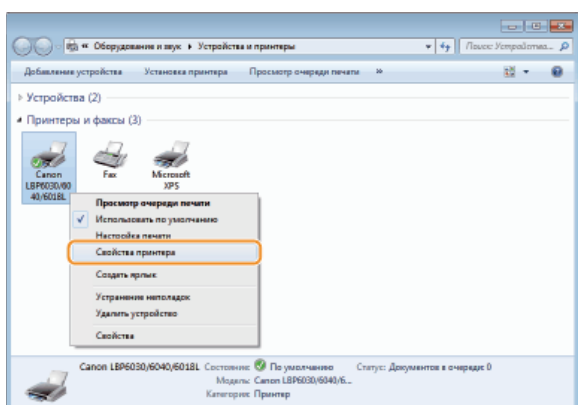 « Оборудование и звук ▸ Устройства и принтеры
Поиск: Устройства...
Добавление устройства Установка принтера Просмотр очереди печати »
Устройства (2)
Принтеры и факсы (3)
Canon LBP6030/60 40/6018L
Fax
Microsoft XPS
Просмотр очереди печати
Использовать по умолчанию
Настройка печати
Свойства принтера
Создать ярлык
Устранение неполадок
Удалить устройство
Свойства
Canon LBP6030/6040/6018L Состояние: По умолчанию Статус: Документов в очереди: 0
Модель: Canon LBP6030/6040/6...
Категория: Принтер